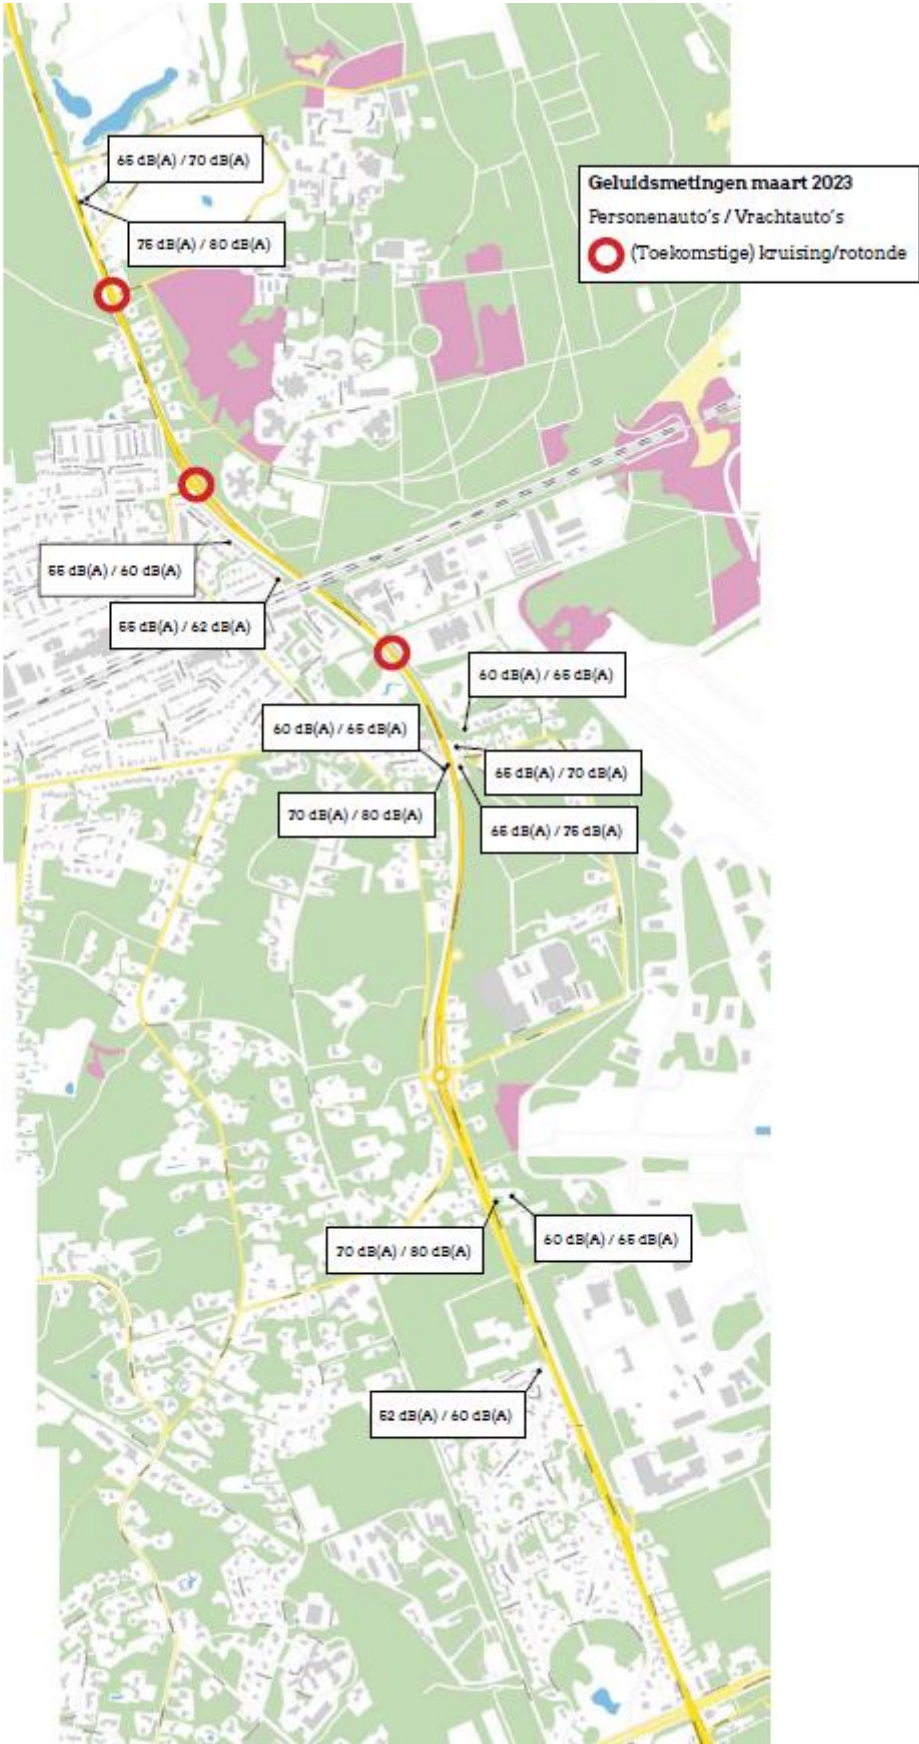 65 dB(A) / 70 dB(A)
Geluidsmetingen maart 2023
Personenauto's / Vrachtauto's
(Toekomstige) kruising/rotonde
75 dB(A) / 80 dB(A)
55 dB(A) / 60 dB(A)
55 dB(A) / 62 dB(A)
60 dB(A) / 65 dB(A)
60 dB(A) / 65 dB(A)
65 dB(A) / 70 dB(A)
70 dB(A) / 80 dB(A)
65 dB(A) / 75 dB(A)
70 dB(A) / 80 dB(A)
60 dB(A) / 65 dB(A)
52 dB(A) / 60 dB(A)